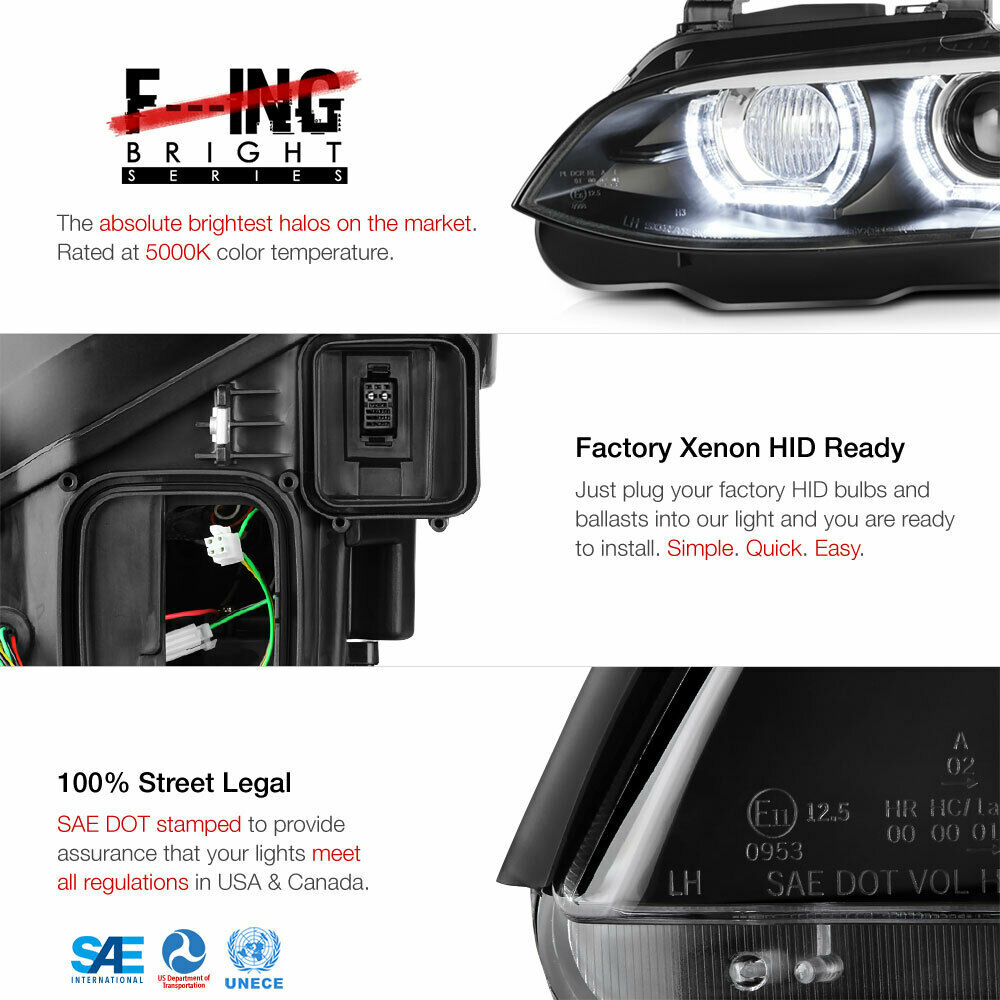 F---ING
BRIGHT
SERIES
The absolute brightest halos on the market.
Rated at 5000K color temperature.
12.5
LH
H3
Factory Xenon HID Ready
Just plug your factory HID bulbs and
ballasts into our light and you are ready
to install. Simple. Quick. Easy.
100% Street Legal
SAE DOT stamped to provide
assurance that your lights meet
all regulations in USA & Canada.
SAE
INTERNATIONAL
US Department of
Transportation
UNECE
A
02
E11 12.5 HR HC/
0953 00 00 01
LH SAE DOT VOL H